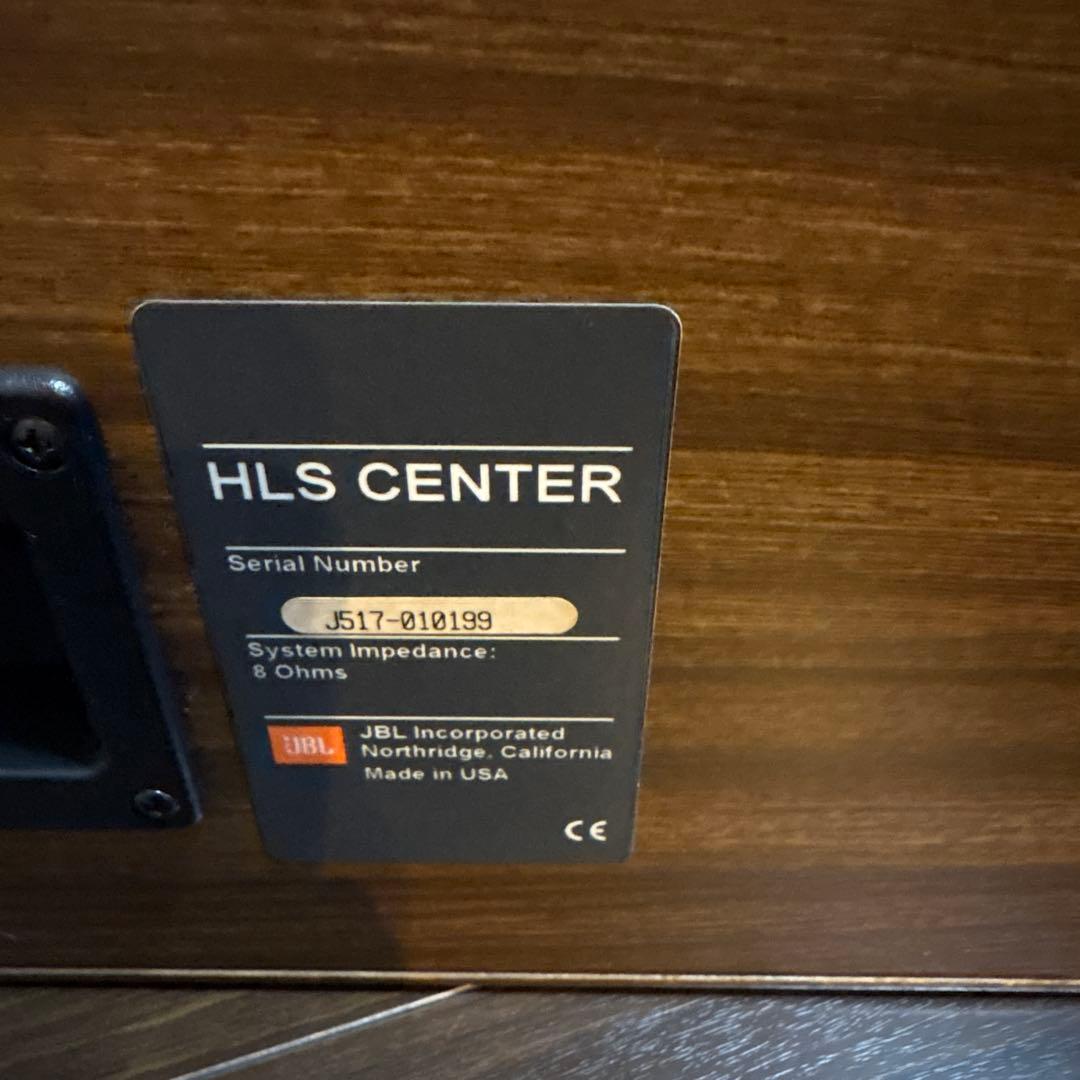 HLS CENTER
Serial Number
J517-010199
System Impedance:
8 Ohms
JBL
JBL Incorporated
Northridge, California
Made in USA
CE